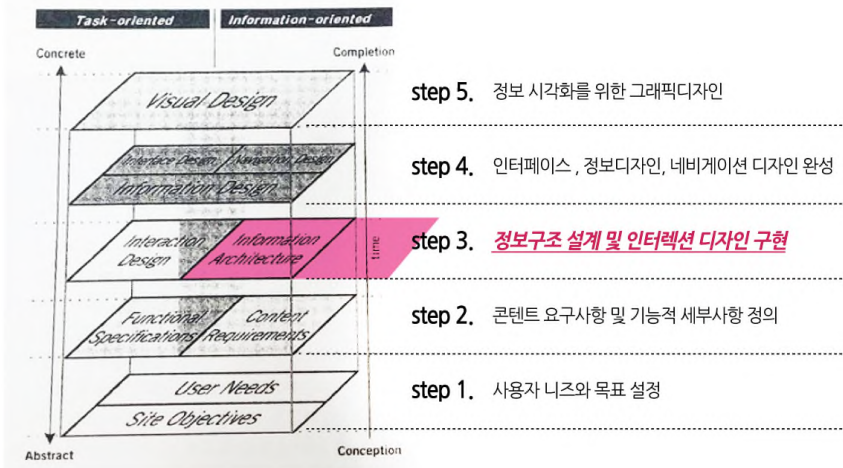 Task-oriented
Information-oriented
Concrete
Completion
Visual Design
step 5. 정보 시각화를 위한 그래픽디자인
Interface Design
Navigation Design
Information Design
step 4. 인터페이스 , 정보디자인, 네비게이션 디자인 완성
Interaction
Design
Information
Architecture
time
step 3. 정보구조 설계 및 인터렉션 디자인 구현
Functional
Specifications
Content
Requirements
step 2. 콘텐트 요구사항 및 기능적 세부사항 정의
User Needs
Site Objectives
step 1. 사용자 니즈와 목표 설정
Abstract
Conception